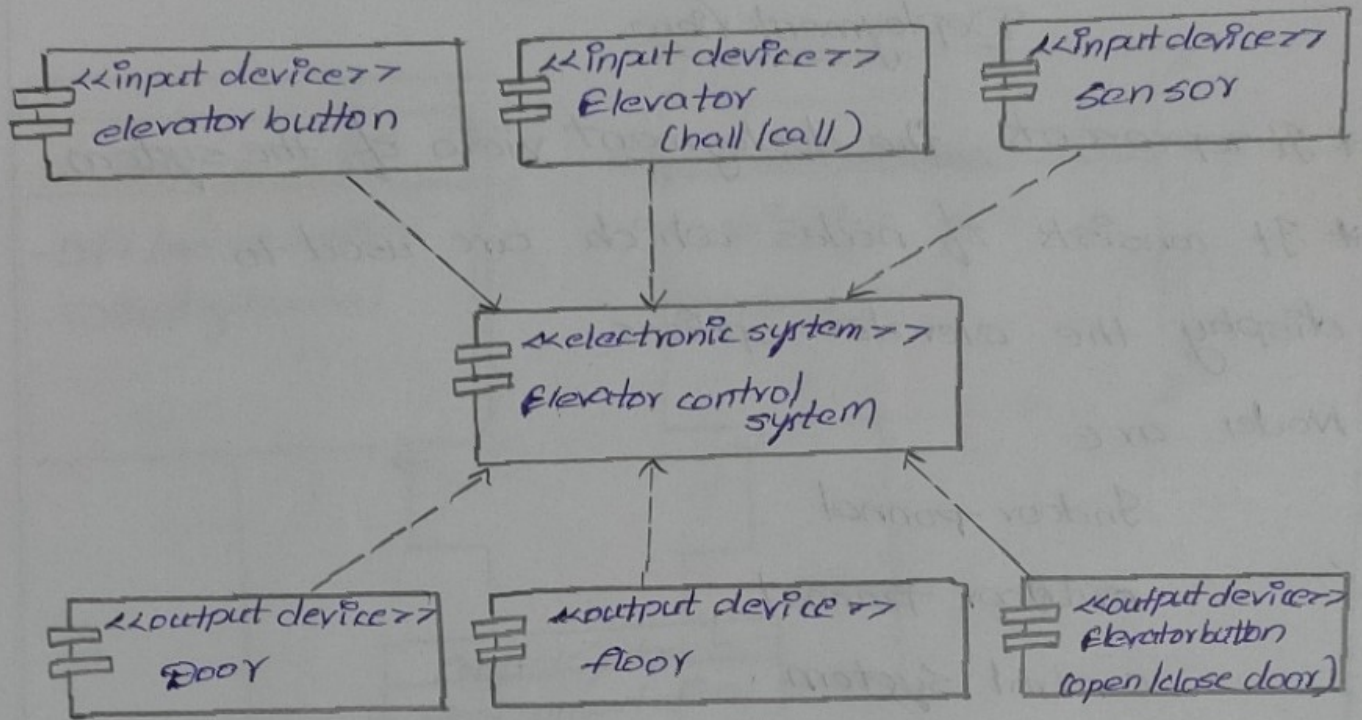 <<input device>>
elevator button
<<input device>>
Elevator
(hall/call)
<<input device>>
sensor
<<electronic system>>
Elevator control
system
<<output device>>
Door
<<output device>>
floor
<<output device>>
Elevator button
(open/close door)